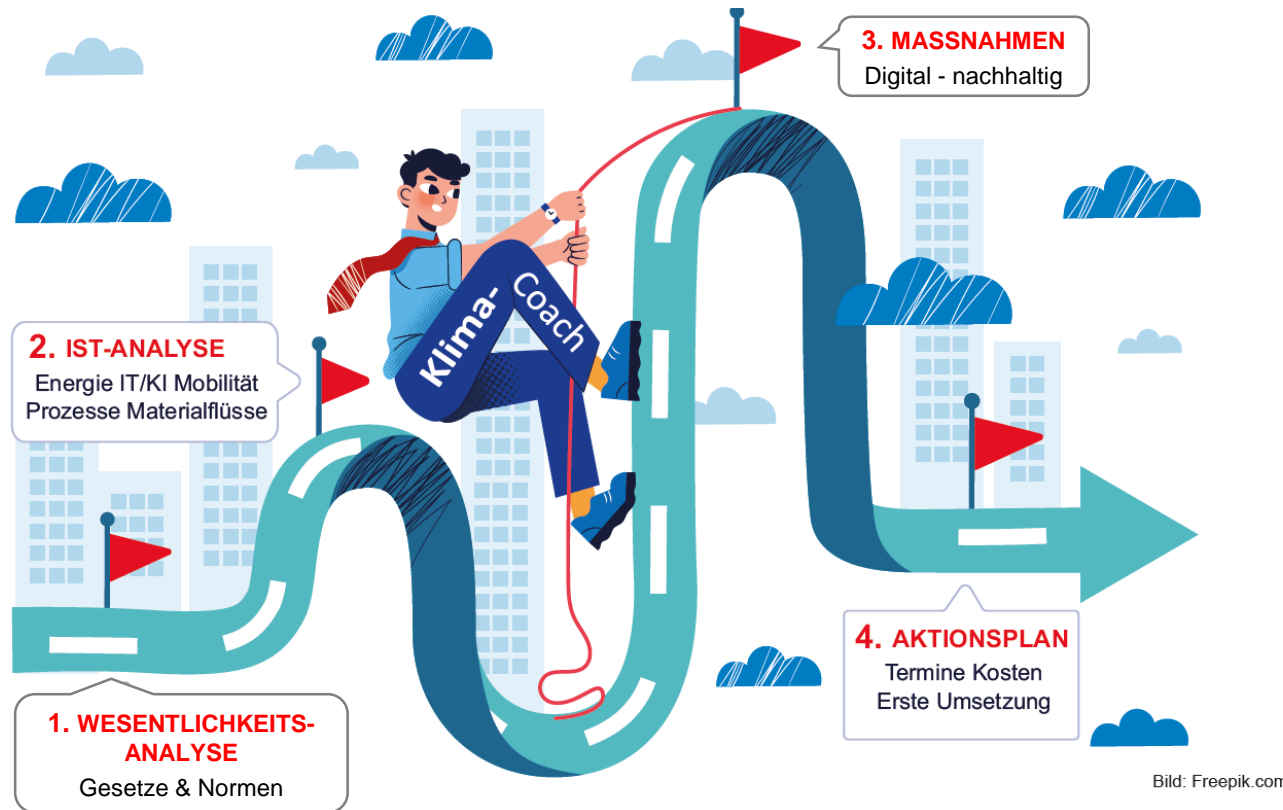 1. WESENTLICHKEITS-
ANALYSE
Gesetze & Normen
2. IST-ANALYSE
Energie IT/KI Mobilität
Prozesse Materialflüsse
Klima-
Coach
3. MASSNAHMEN
Digital - nachhaltig
4. AKTIONSPLAN
Termine Kosten
Erste Umsetzung
Bild: Freepik.com